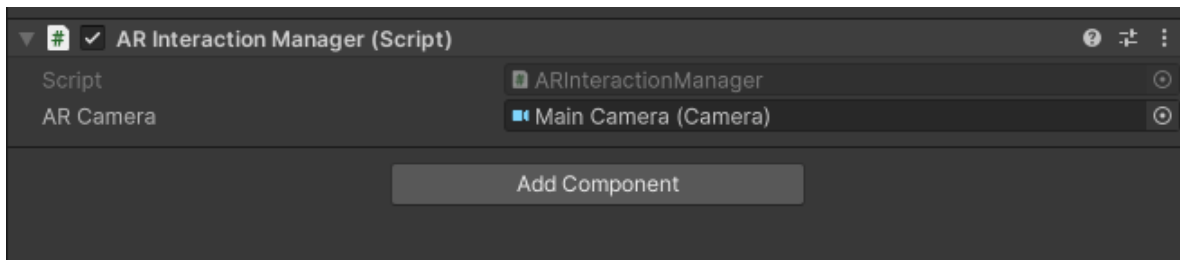 # AR Interaction Manager (Script)
Script # ARInteractionManager
AR Camera Main Camera (Camera)
Add Component